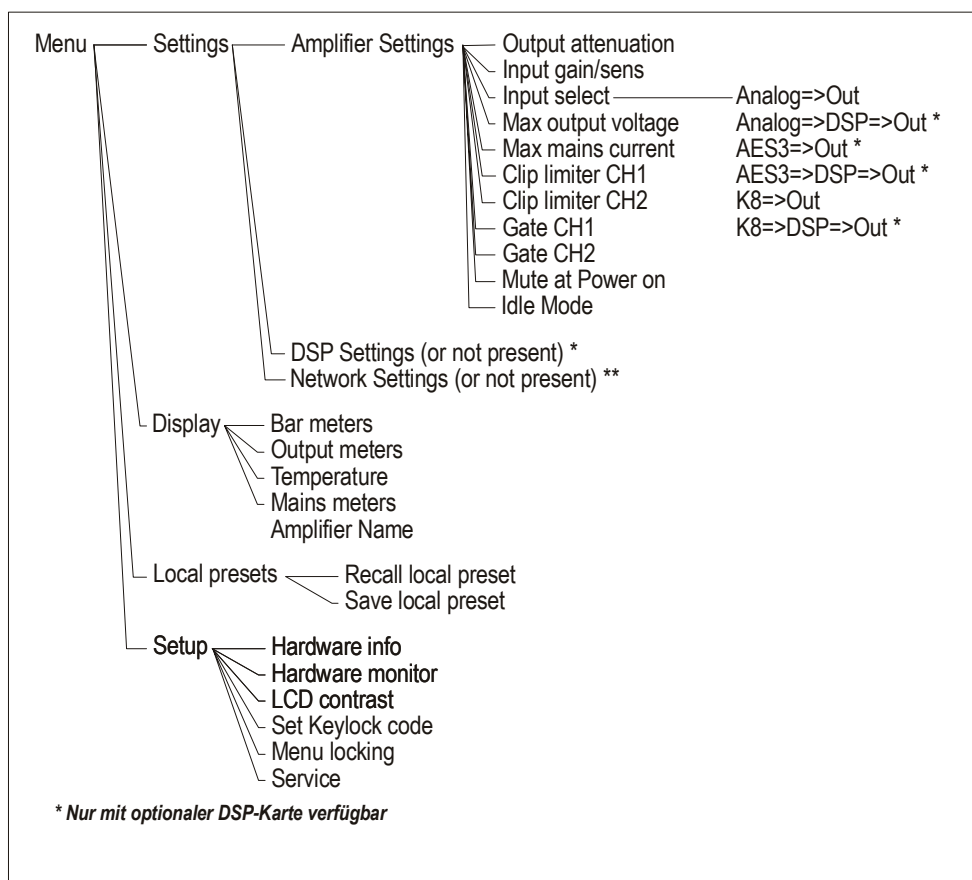 Menu Settings Amplifier Settings Output attenuation
Input gain/sens
Input select Analog=>Out
Max output voltage Analog=>DSP=>Out *
Max mains current AES3=>Out *
Clip limiter CH1 AES3=>DSP=>Out *
Clip limiter CH2 K8=>Out
Gate CH1 K8=>DSP=>Out *
Gate CH2
Mute at Power on
Idle Mode
DSP Settings (or not present) *
Network Settings (or not present) **
Display Bar meters
Output meters
Temperature
Mains meters
Amplifier Name
Local presets Recall local preset
Save local preset
Setup Hardware info
Hardware monitor
LCD contrast
Set Keylock code
Menu locking
Service
* Nur mit optionaler DSP-Karte verfügbar